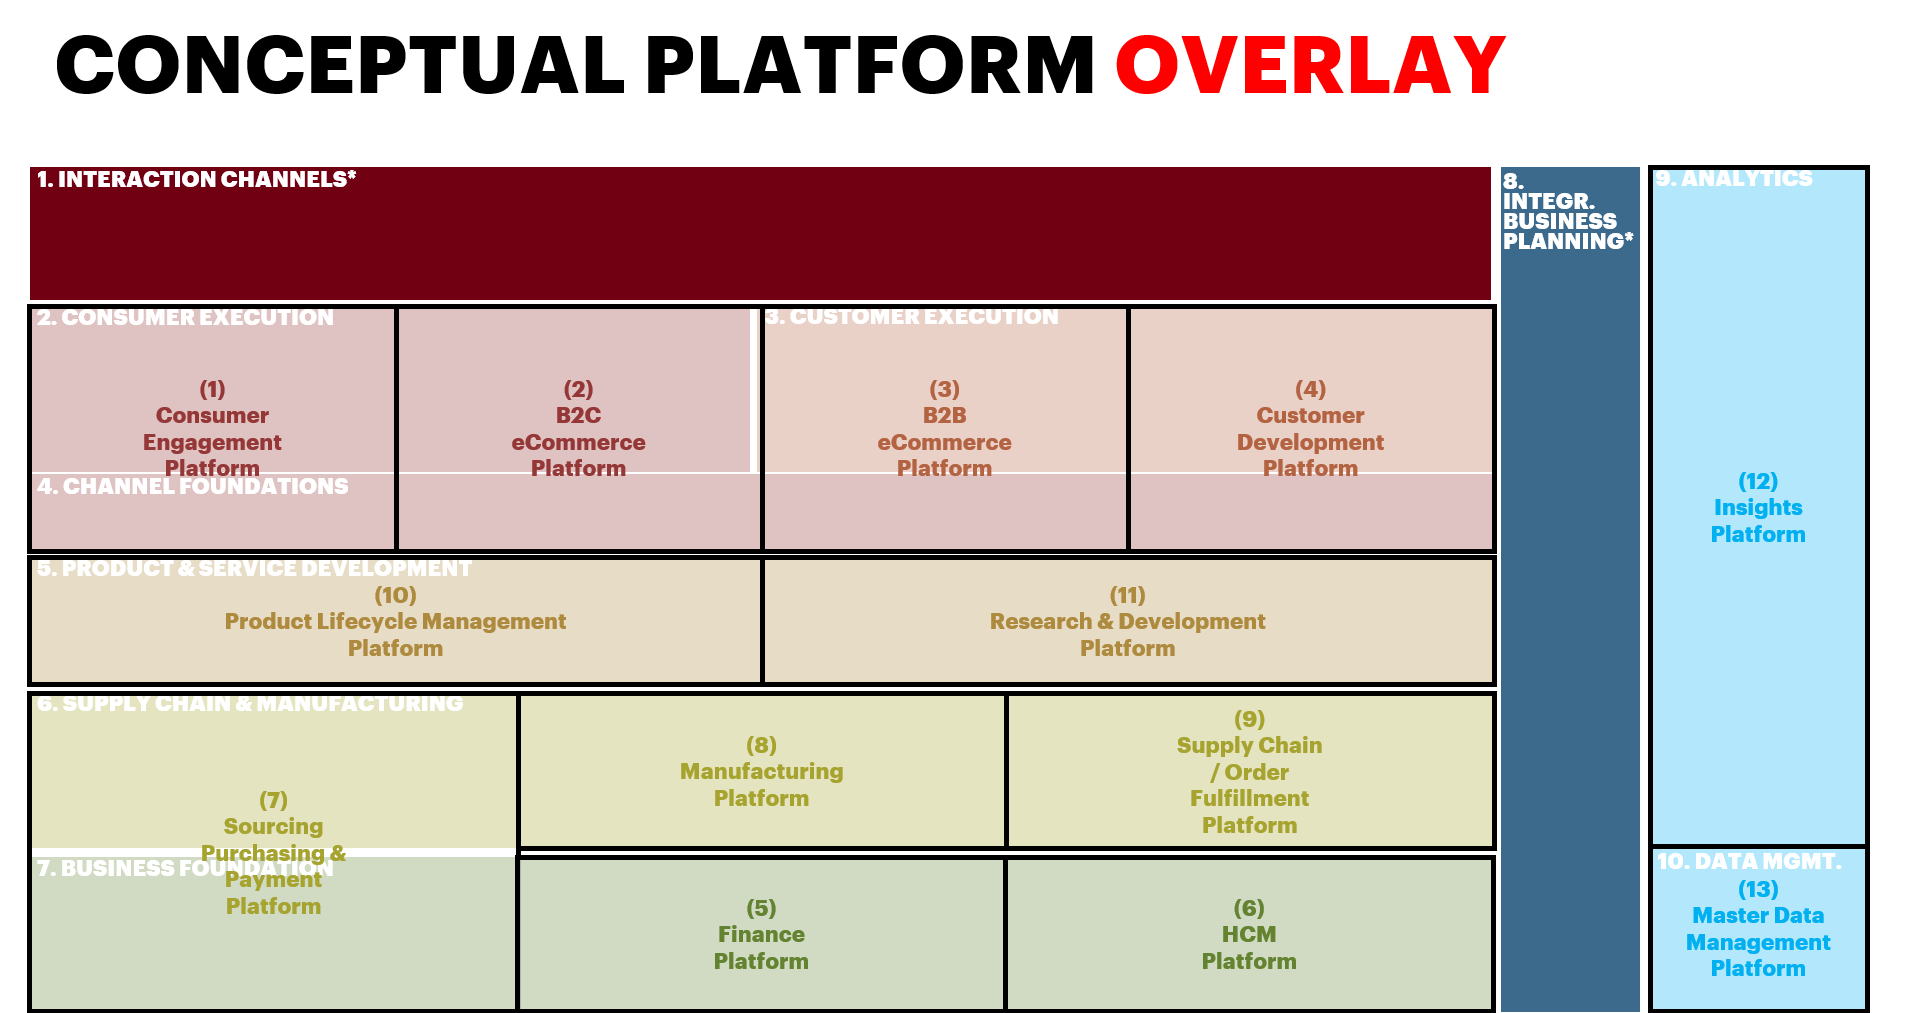 CONCEPTUAL PLATFORM OVERLAY
1. INTERACTION CHANNELS*
2. CONSUMER EXECUTION
(1)
Consumer
Engagement
Platform
(2)
B2C
eCommerce
Platform
3. CUSTOMER EXECUTION
(3)
B2B
eCommerce
Platform
(4)
Customer
Development
Platform
4. CHANNEL FOUNDATIONS
5. PRODUCT & SERVICE DEVELOPMENT
(10)
Product Lifecycle Management
Platform
(11)
Research & Development
Platform
6. SUPPLY CHAIN & MANUFACTURING
(7)
Sourcing
Purchasing &
Payment
Platform
(8)
Manufacturing
Platform
(9)
Supply Chain
/ Order
Fulfillment
Platform
7. BUSINESS FOUNDATION
(5)
Finance
Platform
(6)
HCM
Platform
8.
INTEGR.
BUSINESS
PLANNING*
9. ANALYTICS
(12)
Insights
Platform
10. DATA MGMT.
(13)
Master Data
Management
Platform